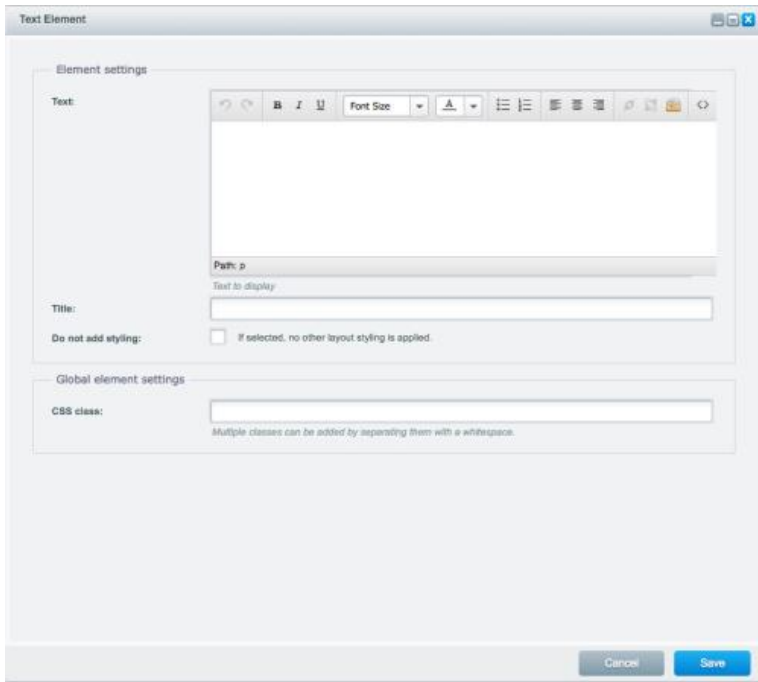 Text Element
Element settings
Text:
B I U Font Size A
Path: p
Text to display
Title:
Do not add styling: If selected, no other layout styling is applied.
Global element settings
CSS class:
Multiple classes can be added by separating them with a whitespace.
Cancel Save